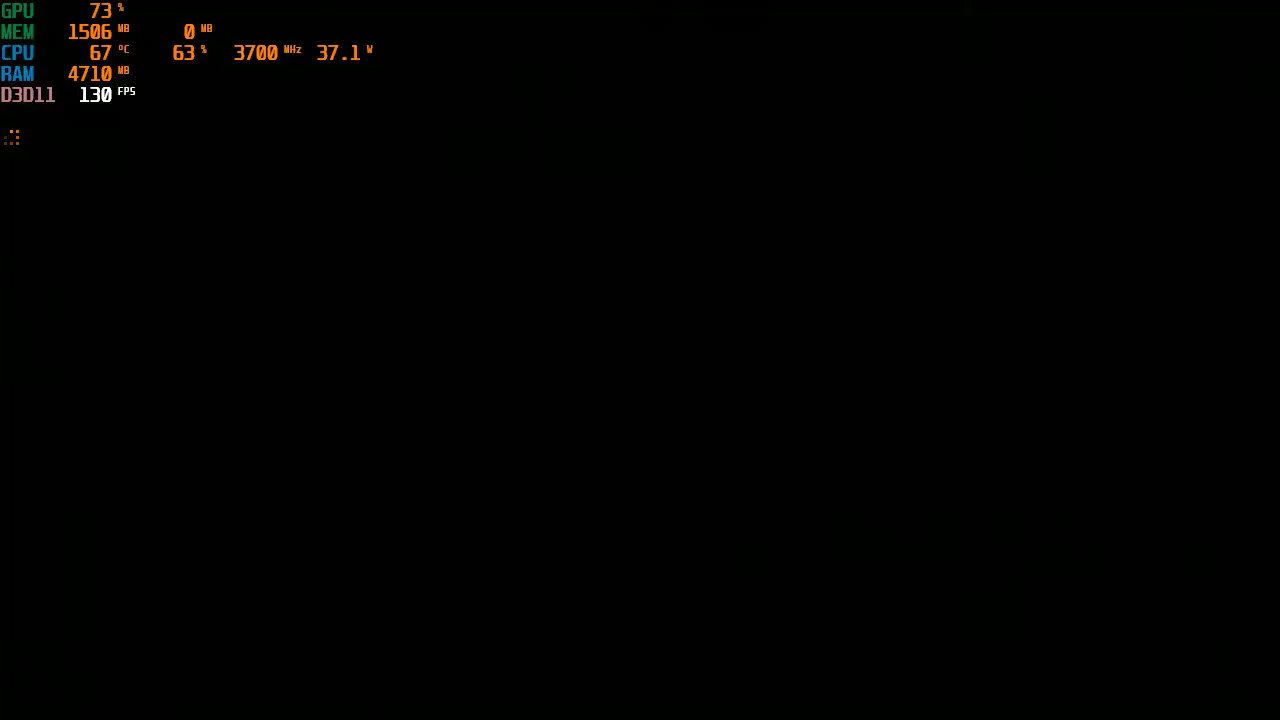 GPU 73 %
MEM 1506 MB 0 MB
CPU 67 °C 63 % 3700 MHz 37.1 W
RAM 4710 MB
D3D11 130 FPS